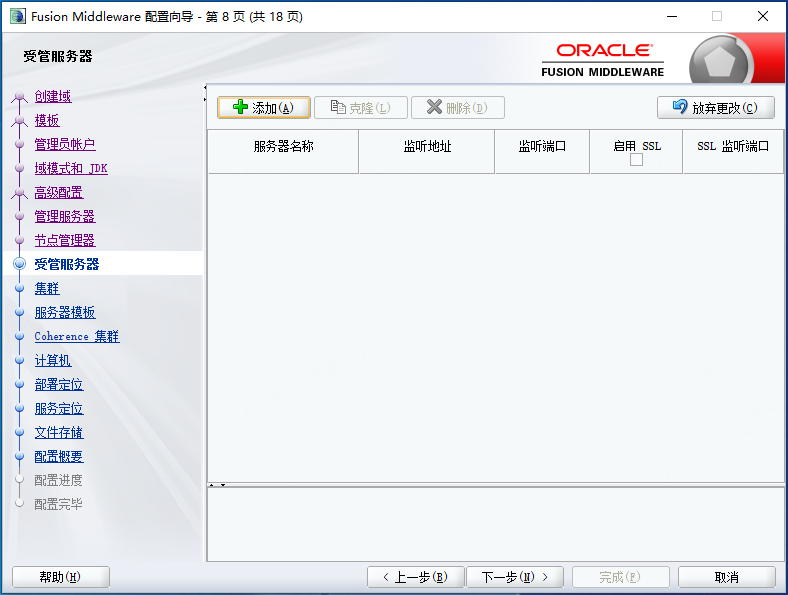 Fusion Middleware 配置向导 - 第 8 页 (共 18 页)
受管服务器
ORACLE
FUSION MIDDLEWARE
创建域
模板
管理员帐户
域模式和 JDK
高级配置
管理服务器
节点管理器
受管服务器
集群
服务器模板
Coherence 集群
计算机
部署定位
服务定位
文件存储
配置概要
配置进度
配置完毕
添加(A) 克隆(L) 删除(D) 放弃更改(C)
服务器名称 监听地址 监听端口 启用 SSL SSL 监听端口
帮助(H) < 上一步(B) 下一步(N) > 完成(F) 取消